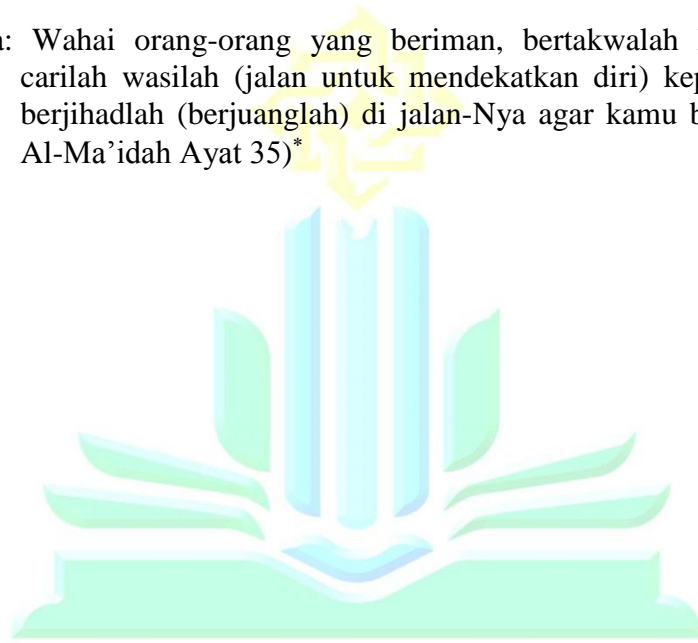 a: Wahai orang-orang yang beriman, bertakwalah
carilah wasilah (jalan untuk mendekatkan diri) kep
berjihadlah (berjuanglah) di jalan-Nya agar kamu b
Al-Ma’idah Ayat 35)*